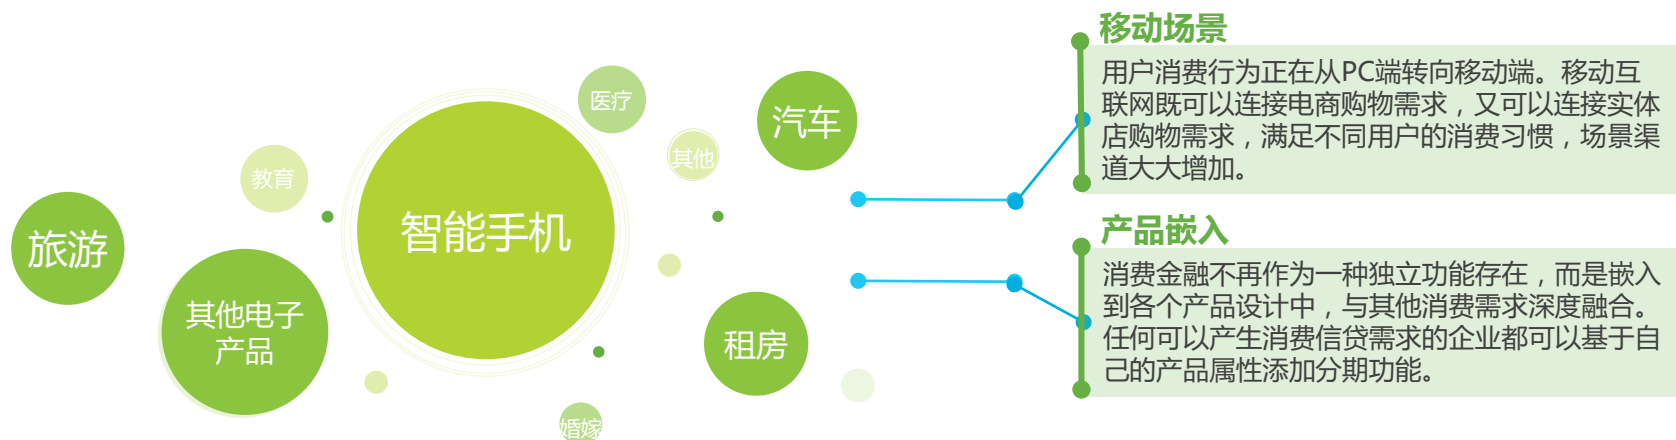 旅游
教育
其他电子
产品
智能手机
医疗
其他
汽车
租房
婚嫁
移动场景
用户消费行为正在从PC端转向移动端。移动互
联网既可以连接电商购物需求，又可以连接实体
店购物需求，满足不同用户的消费习惯，场景渠
道大大增加。
产品嵌入
消费金融不再作为一种独立功能存在，而是嵌入
到各个产品设计中，与其他消费需求深度融合。
任何可以产生消费信贷需求的企业都可以基于自
己的产品属性添加分期功能。